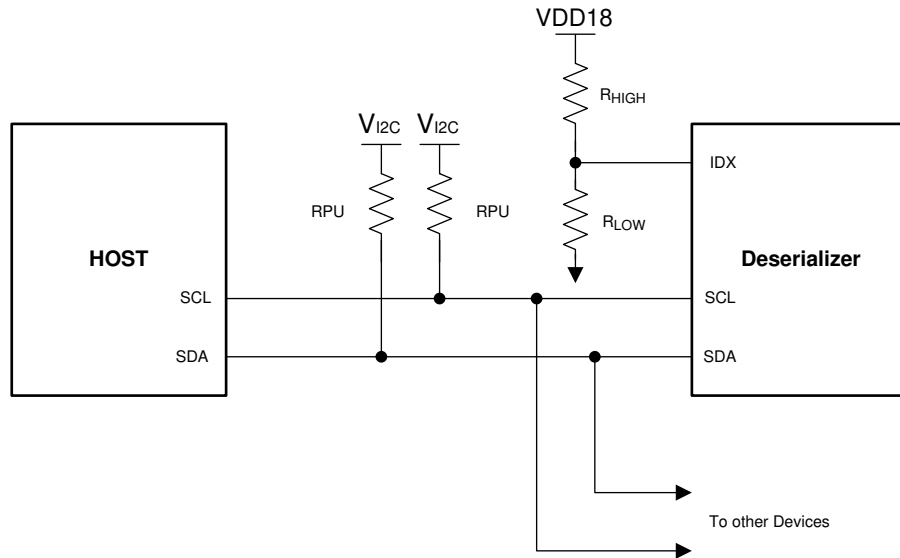 VDD18
RHIGH
VI2C VI2C
IDX
RPU RPU
RLOW
HOST
Deserializer
SCL SCL
SDA SDA
To other Devices